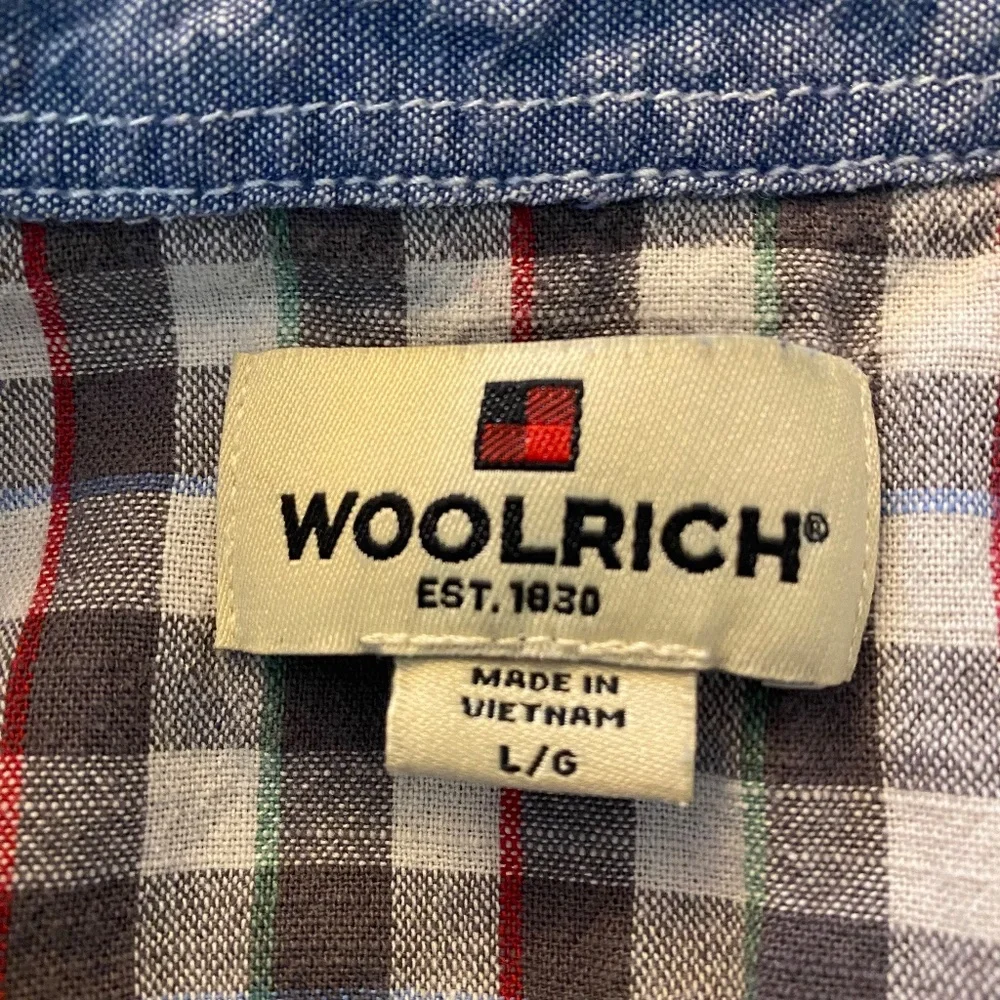 WOOLRICH®
EST. 1830
MADE IN
VIETNAM
L/G